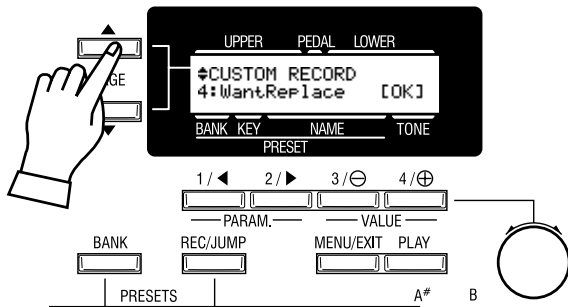 UPPER PEDAL LOWER
CUSTOM RECORD
4:WantReplace [OK]
GE
BANK KEY NAME TONE
PRESET
1/◀ 2/▶ 3/⊖ 4/⊕
PARAM. VALUE
BANK REC/JUMP MENU/EXIT PLAY
PRESETS A# B